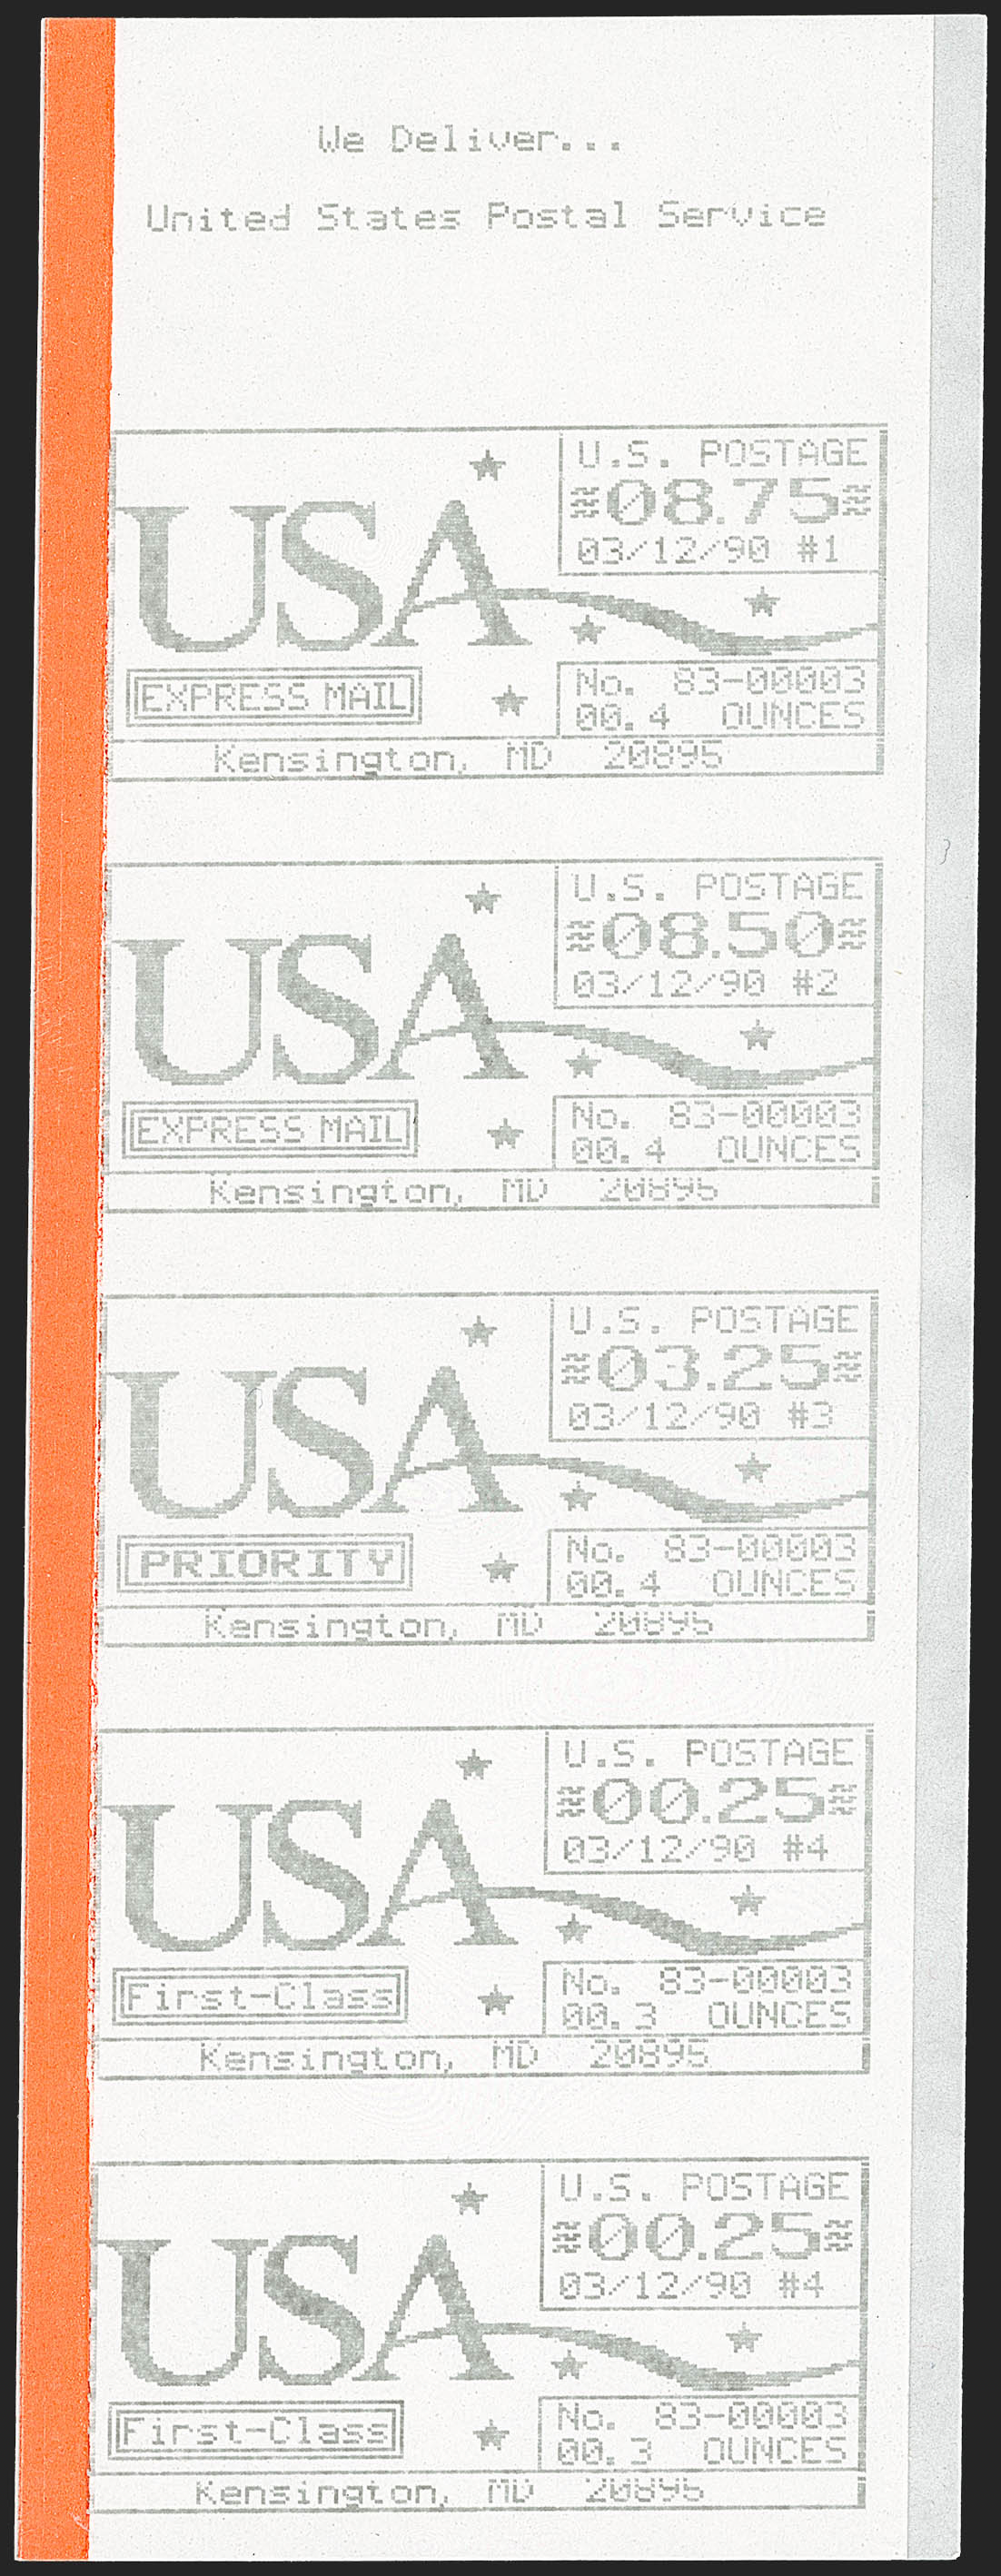 We Deliver...
United States Postal Service
U.S. POSTAGE
08.75
03/12/90 #1
USA
EXPRESS MAIL
No. 83-00003
00.4 OUNCES
Kensington, MD 20895
U.S. POSTAGE
08.50
03/12/90 #2
USA
EXPRESS MAIL
No. 83-00003
00.4 OUNCES
Kensington, MD 20895
U.S. POSTAGE
03.25
03/12/90 #3
USA
PRIORITY
No. 83-00003
00.4 OUNCES
Kensington, MD 20895
U.S. POSTAGE
00.25
03/12/90 #4
USA
First-Class
No. 83-00003
00.3 OUNCES
Kensington, MD 20895
U.S. POSTAGE
00.25
03/12/90 #4
USA
First-Class
No. 83-00003
00.3 OUNCES
Kensington, MD 20895